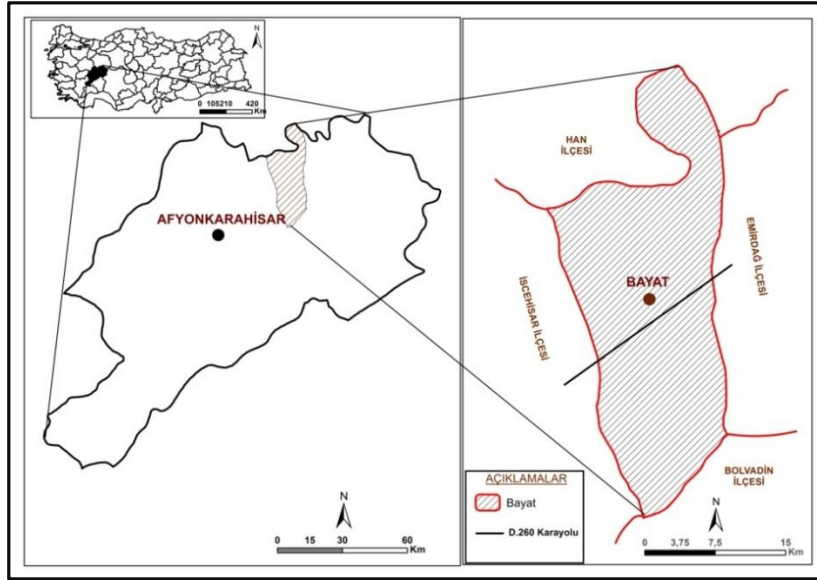 N
0 105210 420
Km
AFYONKARAHİSAR
N
0 15 30 60
Km
HAN
İLÇESİ
EMİRDAĞ İLÇESİ
BAYAT
İSCEHİSAR İLÇESİ
BOLVADİN
İLÇESİ
AÇIKLAMALAR
Bayat
D.260 Karayolu
N
0 3,75 7,5 15
Km